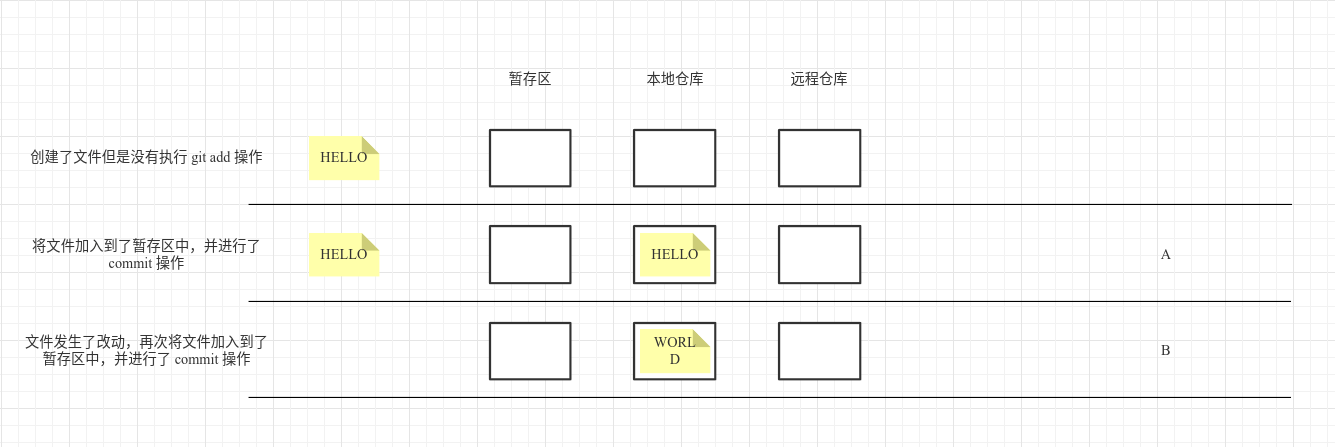 暂存区 本地仓库 远程仓库
创建了文件但是没有执行 git add 操作 HELLO
将文件加入到了暂存区中，并进行了
commit 操作
HELLO
HELLO
A
文件发生了改动，再次将文件加入到了
暂存区中，并进行了 commit 操作
WORL
D
B